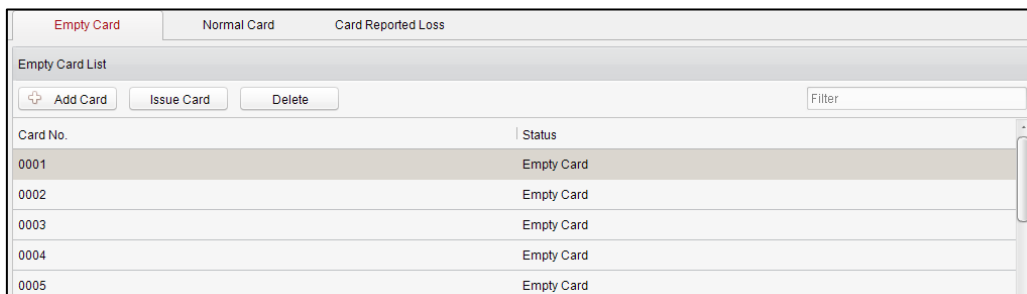 Empty Card Normal Card Card Reported Loss
Empty Card List
Add Card Issue Card Delete Filter
Card No. Status
0001 Empty Card
0002 Empty Card
0003 Empty Card
0004 Empty Card
0005 Empty Card